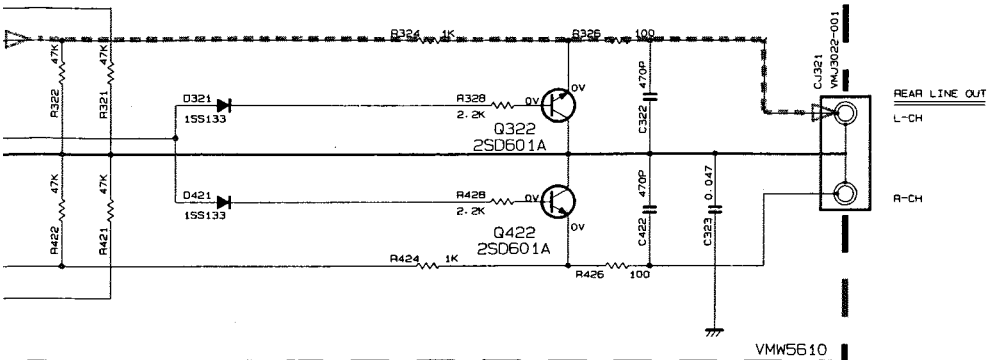 47K
47K
R322
R321
R324 1K
R326 100
C322 470P
CJ321
VMJ3022-001
REAR LINE OUT
L-CH
D321
1SS133
R328
2.2K
0V
0V
Q322
2SD601A
47K
47K
R422
R421
D421
1SS133
R428
2.2K
0V
0V
Q422
2SD601A
C422 470P
C323 0.047
R-CH
R424 1K
R426 100
VMW5610